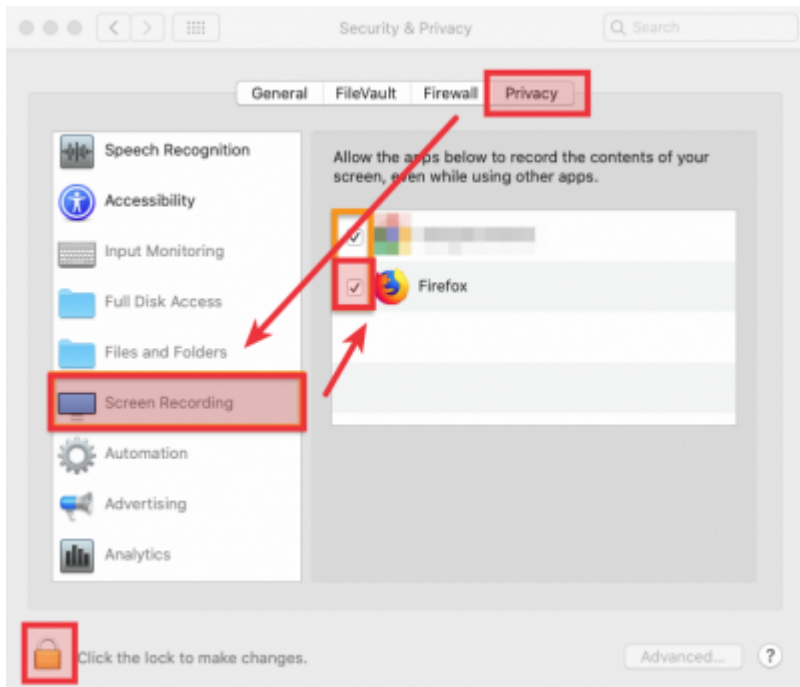 Security & Privacy
Search
General FileVault Firewall Privacy
Speech Recognition
Accessibility
Input Monitoring
Full Disk Access
Files and Folders
Screen Recording
Automation
Advertising
Analytics
Allow the apps below to record the contents of your
screen, even while using other apps.
Firefox
Click the lock to make changes.
Advanced...
?